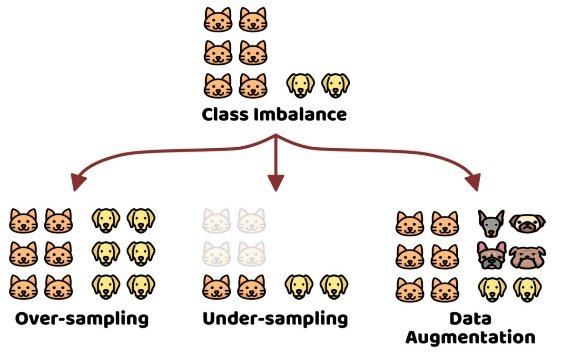 Class Imbalance
Over-sampling
Under-sampling
Data
Augmentation